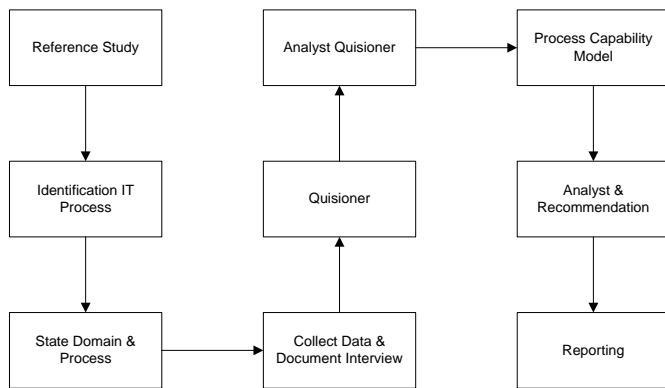 Reference Study
Identification IT
Process
State Domain &
Process
Collect Data &
Document Interview
Quisioner
Analyst Quisioner
Process Capability
Model
Analyst &
Recommendation
Reporting